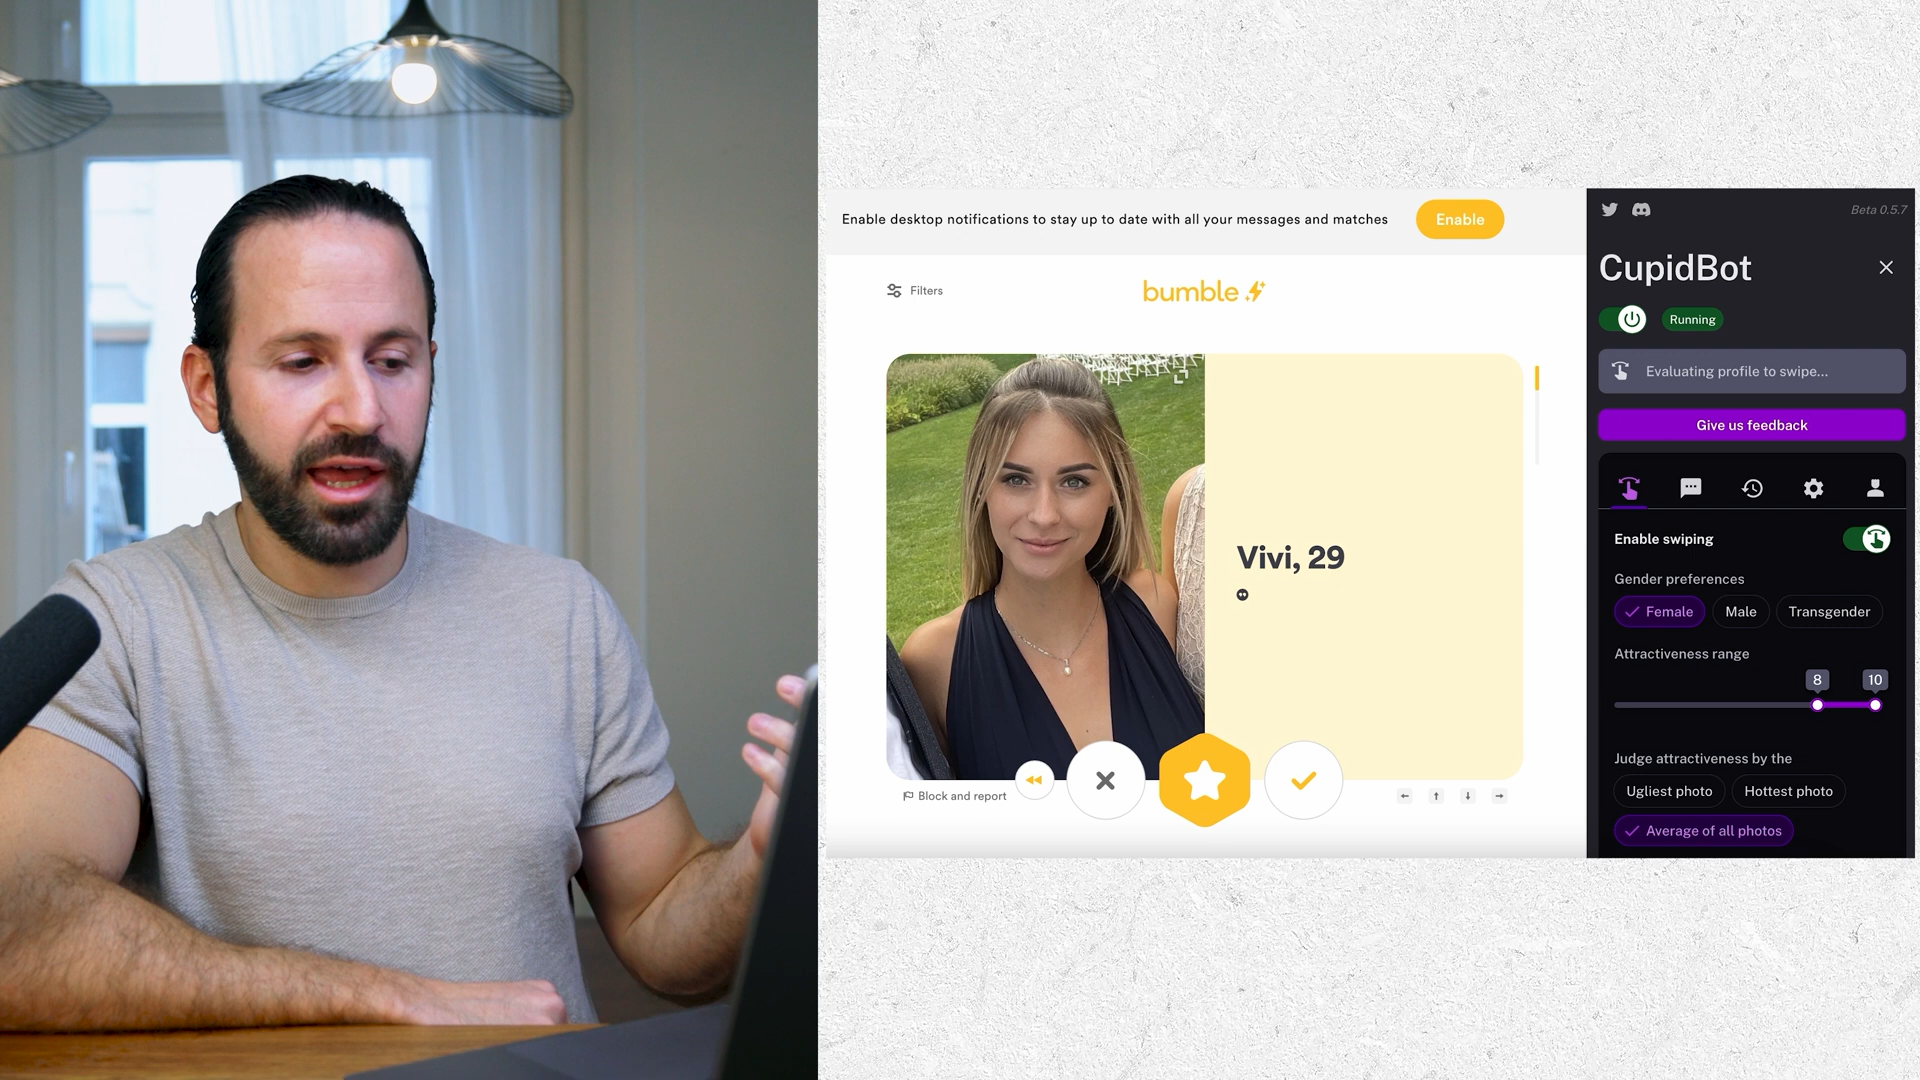 Enable desktop notifications to stay up to date with all your messages and matches
Enable
Filters
bumble
Vivi, 29
Block and report
Beta 0.5.7
CupidBot
Running
Evaluating profile to swipe...
Give us feedback
Enable swiping
Gender preferences
Female
Male
Transgender
Attractiveness range
8
10
Judge attractiveness by the
Ugliest photo
Hottest photo
Average of all photos